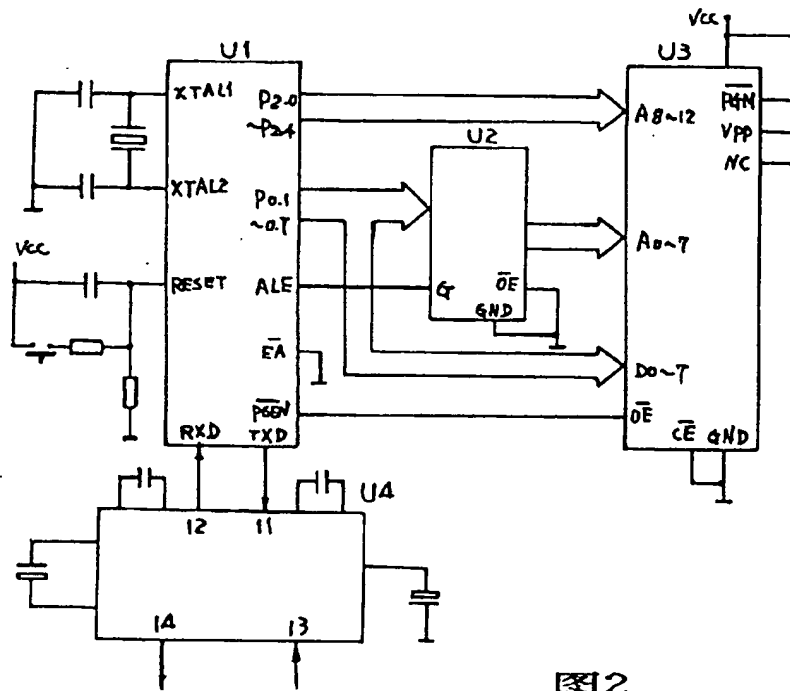 VCC
U1
U3
XTAL1
P2.0
~P2.4
A8~12
PGM
VPP
NC
U2
XTAL2
P0.1
~0.7
A0~7
VCC
RESET
ALE
G
OE
GND
EA
D0~7
PSEN
OE
RXD
TXD
CE
GND
U4
12
11
14
13
图2